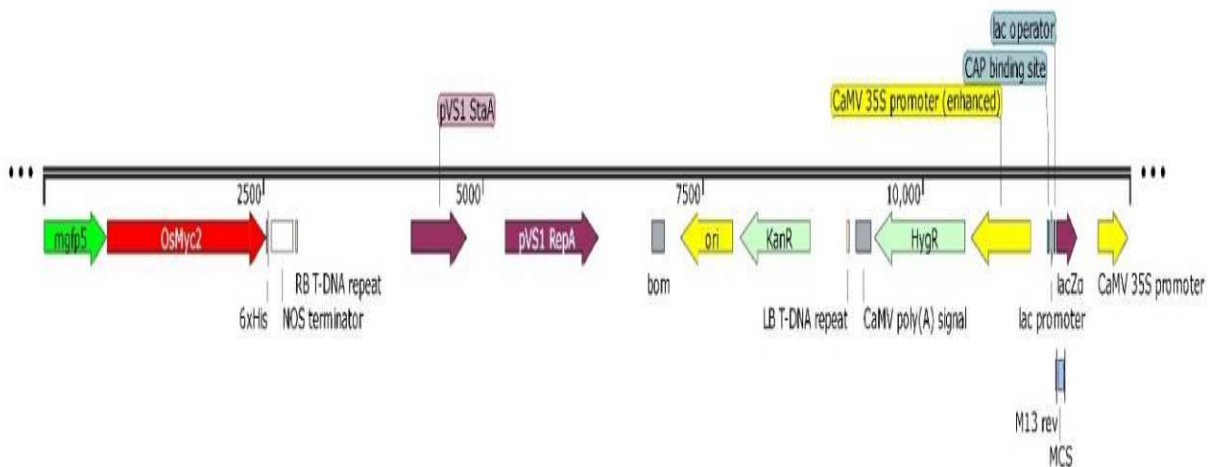 lac operator
CAP binding site
CaMV 35S promoter (enhanced)
pVS1 StaA
2500
5000
7500
10,000
mgfp5
OsMyc2
pVS1 RepA
ori
KanR
HygR
RB T-DNA repeat
bom
lacZα
CaMV 35S promoter
6xHis
NOS terminator
LB T-DNA repeat
CaMV poly(A) signal
lac promoter
M13 rev
MCS